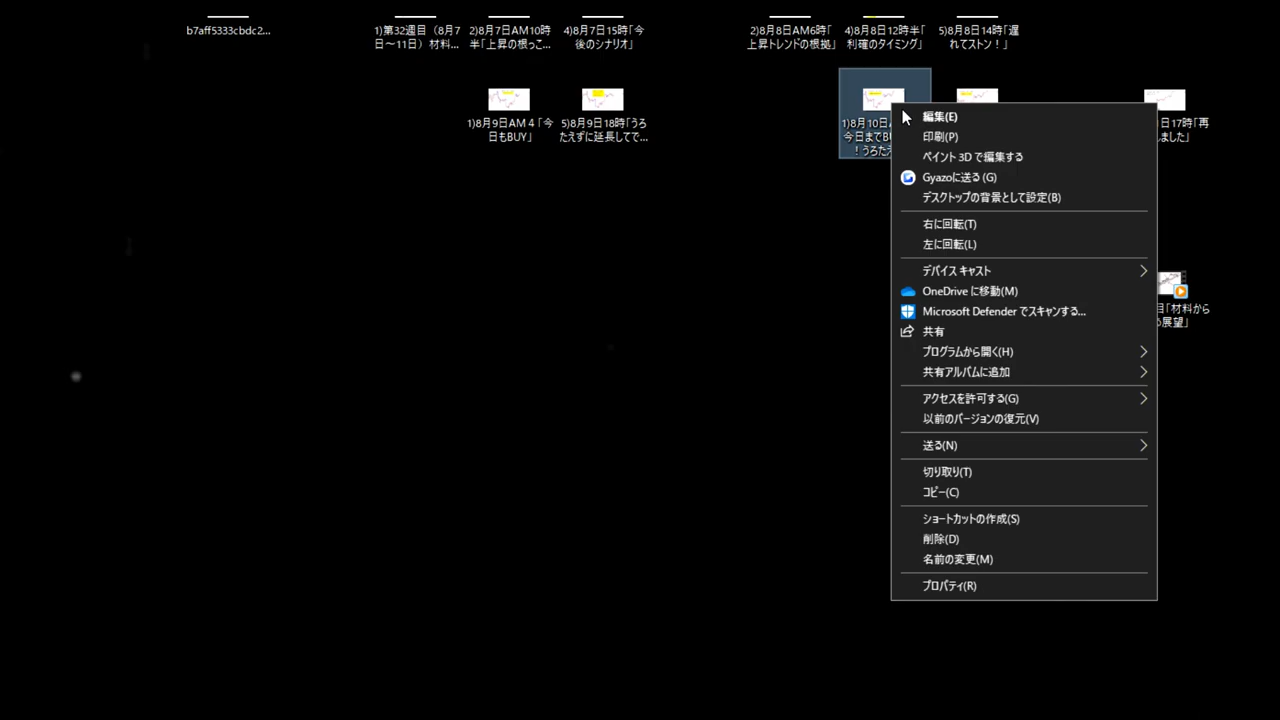 b7aff5333cbdc2...
1)第32週目（8月7
日～11日）材料...
2)8月7日AM10時
半「上昇の根っこ...
4)8月7日15時「今
後のシナリオ」
2)8月8日AM6時「
上昇トレンドの根拠」
4)8月8日12時半「
利確のタイミング」
5)8月8日14時「遅
れてストン！」
1)8月9日AM 4「今
日もBUY」
5)8月9日18時「うろ
たえずに延長してで...
1)8月10日
今日までBU
！うろたえ
日17時「再
ました」
目「材料から
展望」
編集(E)
印刷(P)
ペイント 3D で編集する
Gyazoに送る (G)
デスクトップの背景として設定(B)
右に回転(T)
左に回転(L)
デバイス キャスト
OneDrive に移動(M)
Microsoft Defender でスキャンする...
共有
プログラムから開く(H)
共有アルバムに追加
アクセスを許可する(G)
以前のバージョンの復元(V)
送る(N)
切り取り(T)
コピー(C)
ショートカットの作成(S)
削除(D)
名前の変更(M)
プロパティ(R)